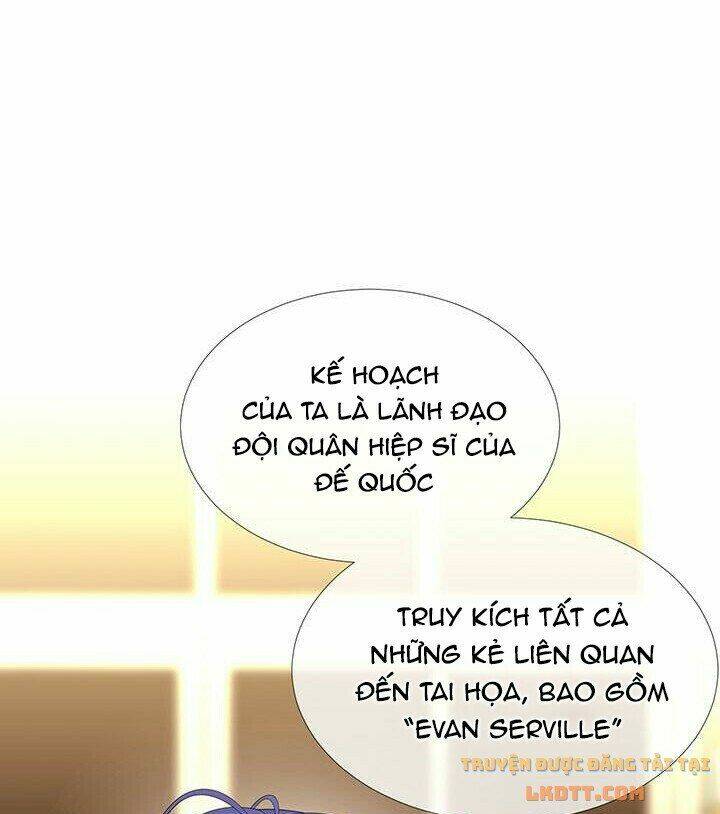 KẾ HOẠCH
CỦA TA LÀ LÃNH ĐẠO
ĐỘI QUÂN HIỆP SĨ CỦA
ĐẾ QUỐC
TRUY KÍCH TẤT CẢ
NHỮNG KẺ LIÊN QUAN
ĐẾN TAI HỌA, BAO GỒM
“EVAN SERVILLE”
TRUYỆN ĐƯỢC ĐĂNG TẢI TẠI
LKDTT.COM